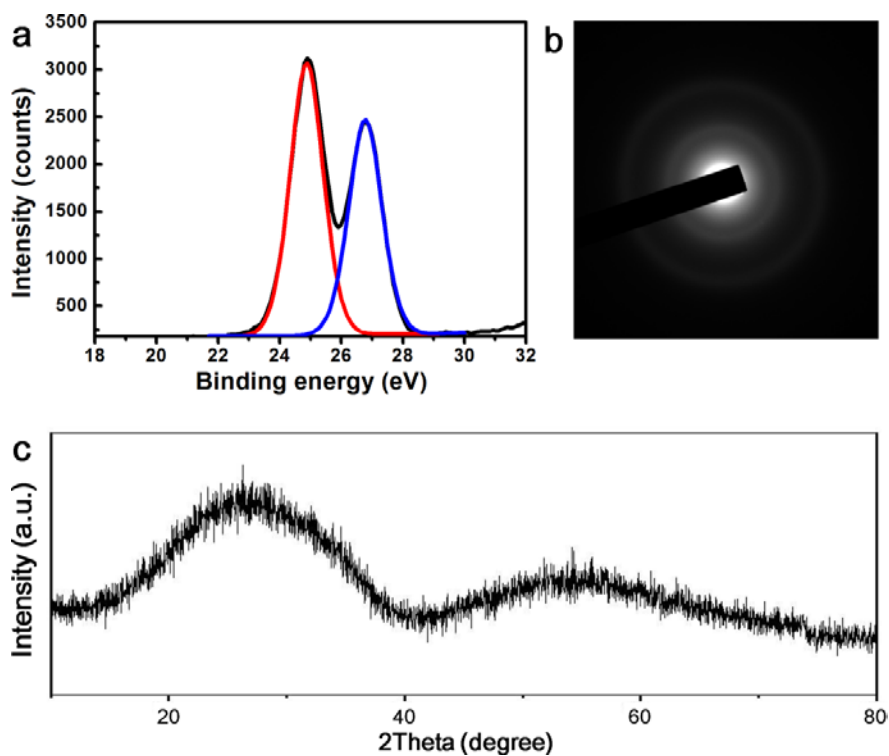 a
3500
3000
2500
2000
1500
1000
500
Intensity (counts)
18 20 22 24 26 28 30 32
Binding energy (eV)
b
c
Intensity (a.u.)
20 40 60 80
2Theta (degree)